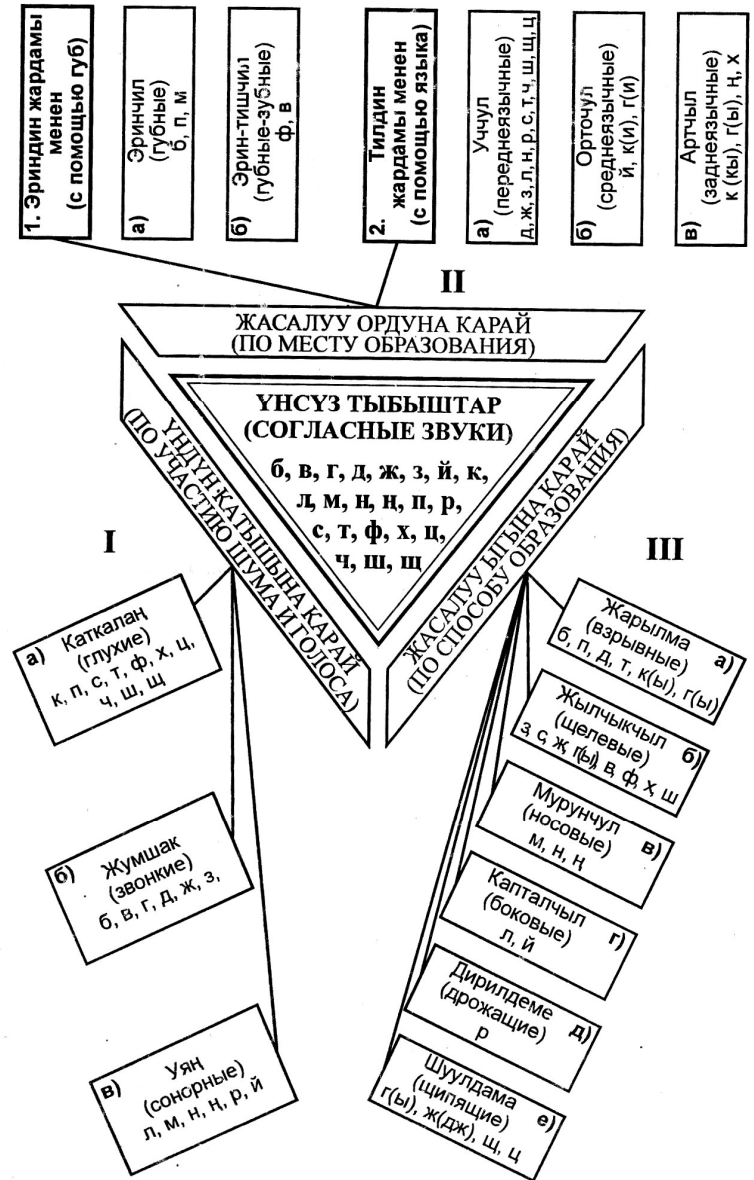 1. Эриндин жардамы
менен
(с помощью губ)
а) Эринчил
(губные)
б, п, м
б) Эрин-тишчил
(губные-зубные)
ф, в
2. Тилдин
жардамы менен
(с помощью языка)
а) Уччул
(переднеязычные)
д, ж, з, л, н, р, с, т, ч, ш, щ, ц
б) Орточул
(среднеязычные)
й, к(и), г(и)
в) Артчыл
(заднеязычные)
к (кы), г(ы), ң, х
II
ЖАСАЛУУ ОРДУНА КАРАЙ
(ПО МЕСТУ ОБРАЗОВАНИЯ)
ҮНСҮЗ ТЫБЫШТАР
(СОГЛАСНЫЕ ЗВУКИ)
б, в, г, д, ж, з, й, к,
л, м, н, ң, п, р,
с, т, ф, х, ц,
ч, ш, щ
I
ҮНДҮН КАТЫШЫНА КАРАЙ
(ПО УЧАСТИЮ ШУМА И ГОЛОСА)
а) Каткалаң
(глухие)
к, п, с, т, ф, х, ц,
ч, ш, щ
б) Жумшак
(звонкие)
б, в, г, д, ж, з,
в) Уяң
(сонорные)
л, м, н, ң, р, й
III
ЖАСАЛУУ ЫГЫНА КАРАЙ
(ПО СПОСОБУ ОБРАЗОВАНИЯ)
Жарылма а)
(взрывные)
б, п, д, т, к(ы), г(ы)
Жылчыкчыл б)
(щелевые)
з, с, ж, г(ы), в, ф, х, ш
Мурунчул в)
(носовые)
м, н, ң
Капталчыл г)
(боковые)
л, й
Дирилдеме д)
(дрожащие)
р
Шуулдама е)
(щипящие)
г(ы), ж(дж), щ, ц